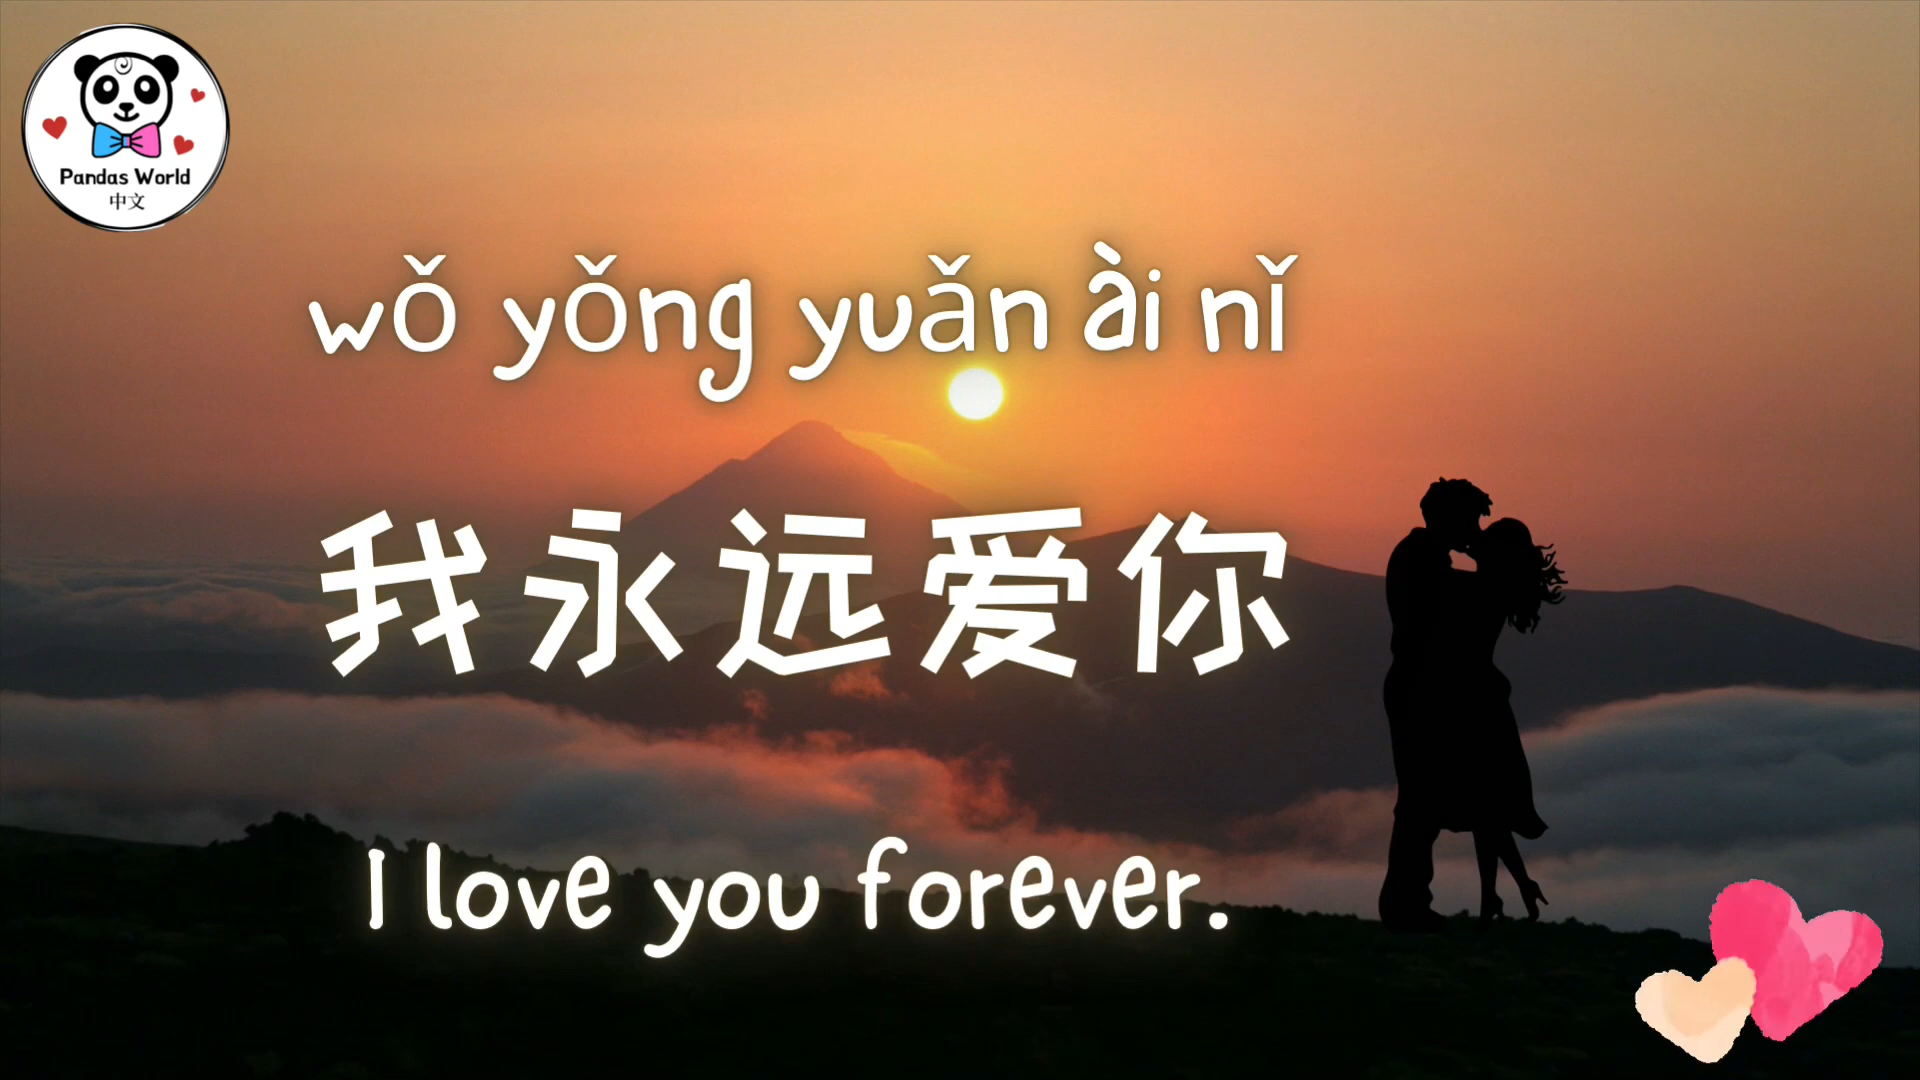 Pandas World
中文
wǒ yǒng yuǎn ài nǐ
我永远爱你
I love you forever.